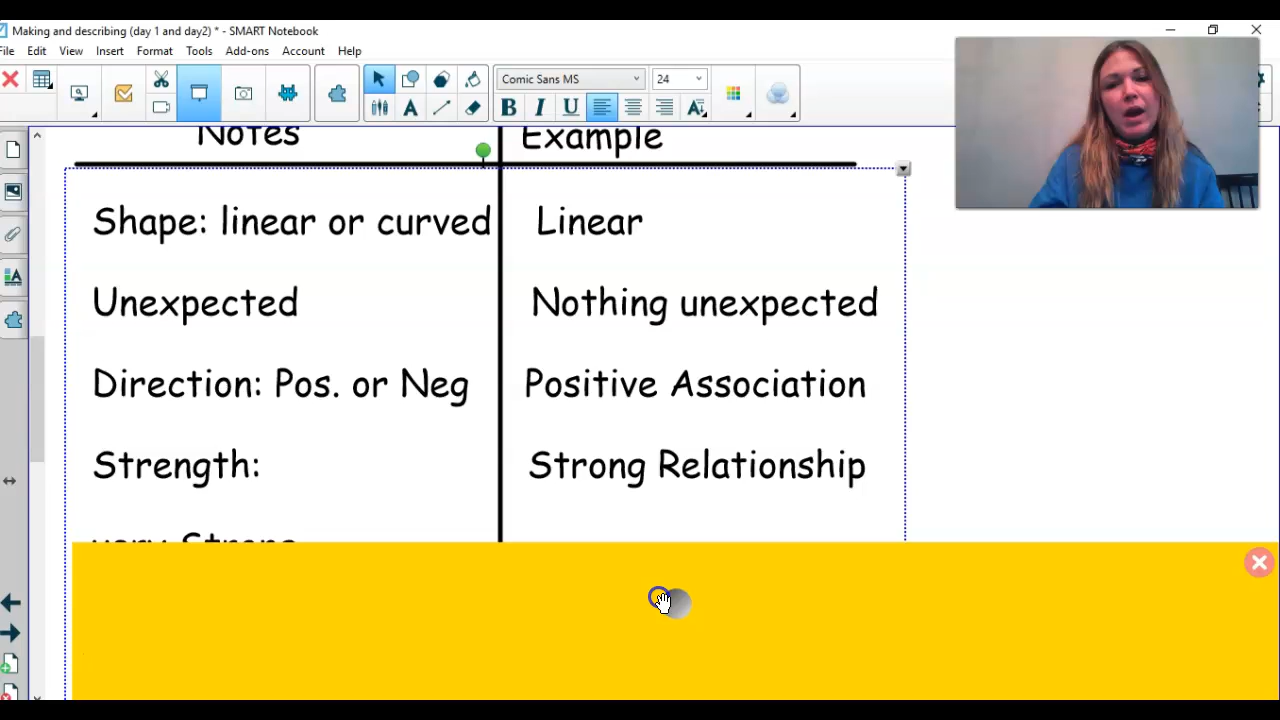 Making and describing (day 1 and day2) * - SMART Notebook
File Edit View Insert Format Tools Add-ons Account Help
Comic Sans MS 24
B I U
Notes Example
Shape: linear or curved Linear
Unexpected Nothing unexpected
Direction: Pos. or Neg Positive Association
Strength: Strong Relationship
very Strong